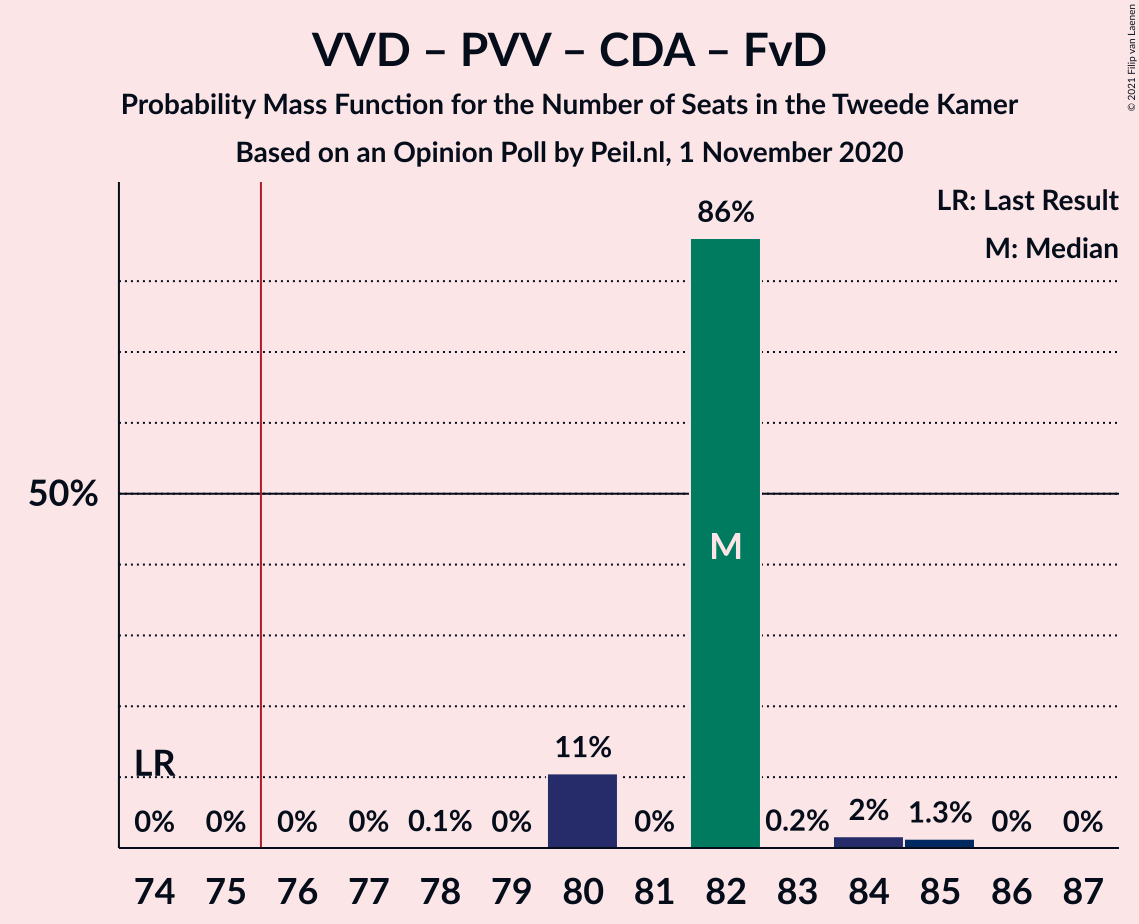 VVD – PVV – CDA – FvD
Probability Mass Function for the Number of Seats in the Tweede Kamer
Based on an Opinion Poll by Peil.nl, 1 November 2020
© 2021 Filip van Laenen
LR: Last Result
M: Median
86%
50%
M
LR
11%
0% 0% 0% 0% 0.1% 0% 0% 0.2% 2% 1.3% 0% 0%
74 75 76 77 78 79 80 81 82 83 84 85 86 87